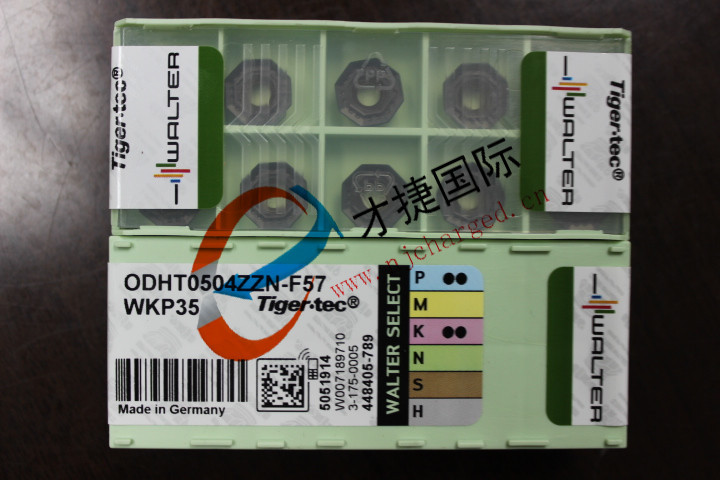 Tiger·tec®
WALTER
Tiger·tec®
WALTER
才捷国际
www.njcharged.cn
ODHT0504ZZN-F57
WKP35
Tiger·tec®
Made in Germany
5051914
W007189710
3-175-0005
448405-789
WALTER SELECT
P
M
K
N
S
H
WALTER